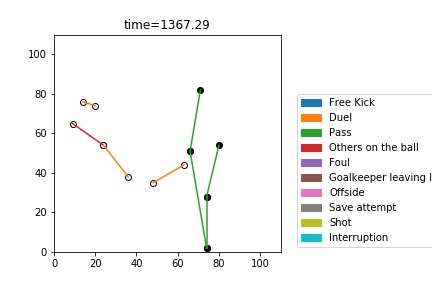 time=1367.29
100
80
60
40
20
0
0 20 40 60 80 100
Free Kick
Duel
Pass
Others on the ball
Foul
Goalkeeper leaving l
Offside
Save attempt
Shot
Interruption